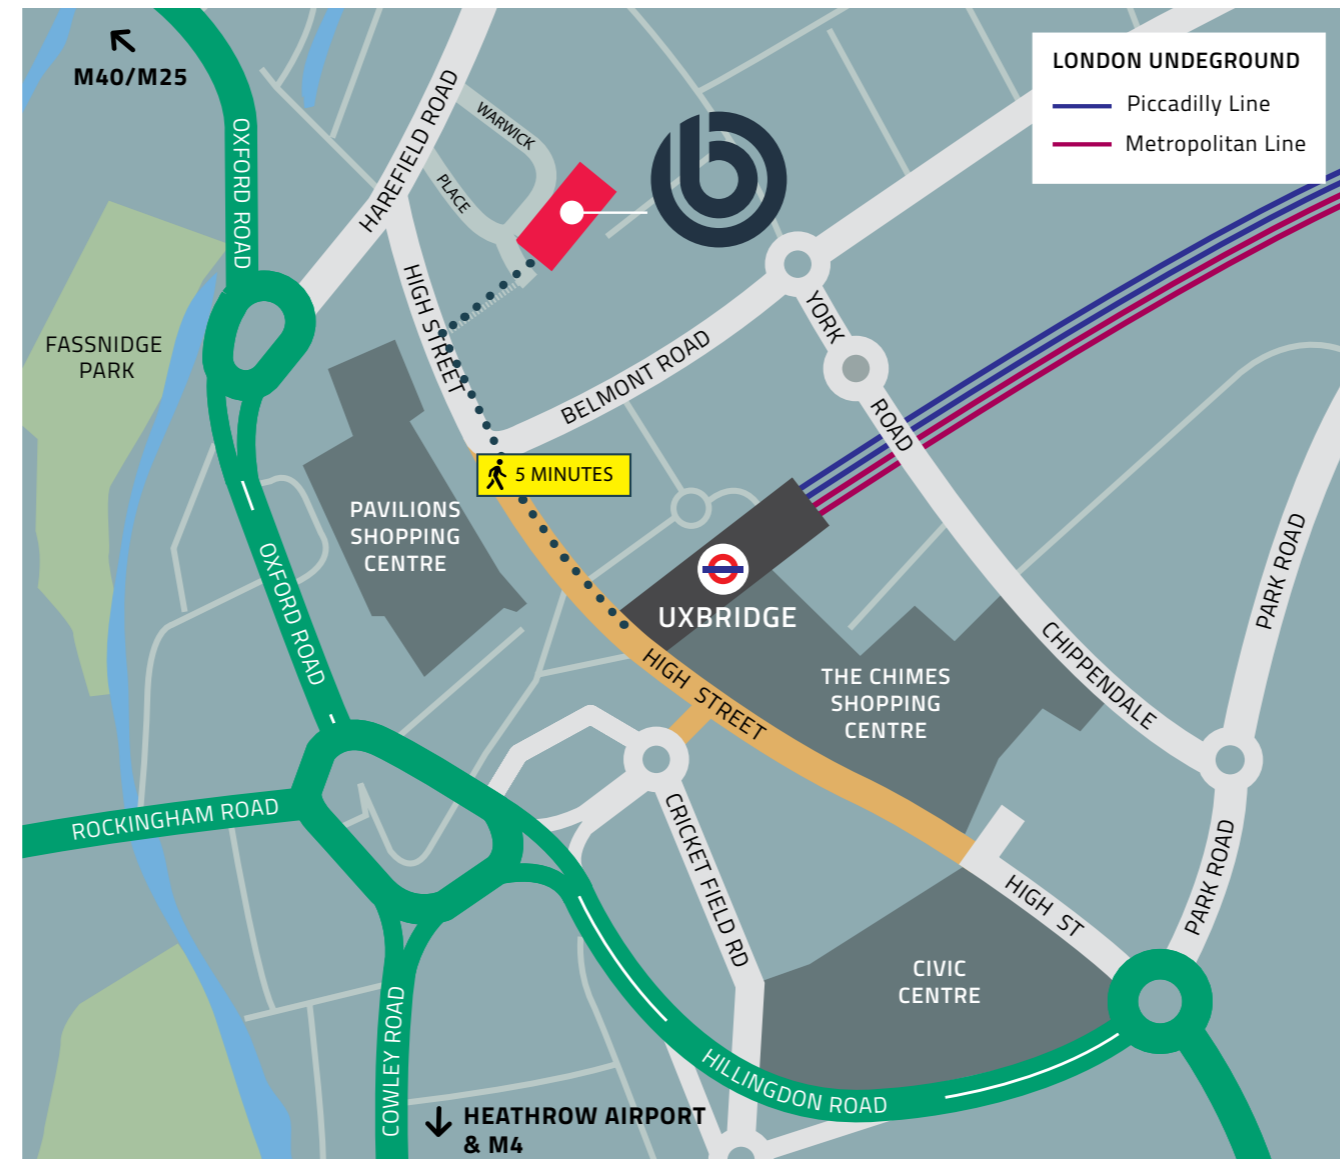 M40/M25
LONDON UNDEGROUND
Piccadilly Line
Metropolitan Line
OXFORD ROAD
HAREFIELD ROAD
WARWICK
PLACE
b
HIGH STREET
YORK
ROAD
FASSNIDGE
PARK
BELMONT ROAD
5 MINUTES
PAVILIONS
SHOPPING
CENTRE
OXFORD ROAD
UXBRIDGE
PARK ROAD
HIGH STREET
THE CHIMES
SHOPPING
CENTRE
CHIPPENDALE
ROCKINGHAM ROAD
CRICKET FIELD RD
PARK ROAD
HIGH ST
CIVIC
CENTRE
COWLEY ROAD
HILLINGDON ROAD
HEATHROW AIRPORT
& M4